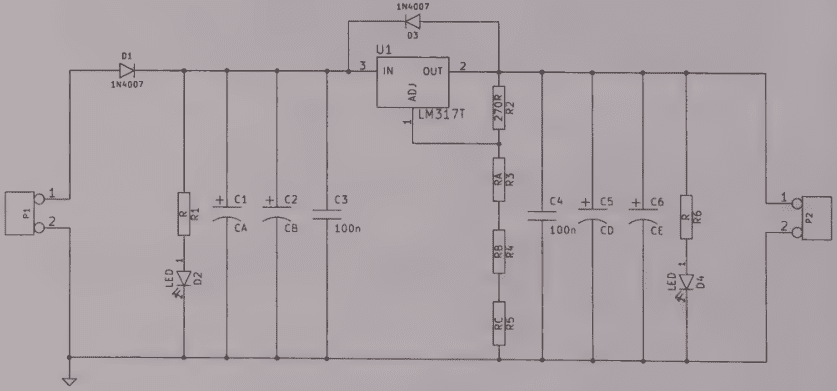 1N4007
D3
D1
1N4007
U1
3
IN
OUT
2
ADJ
1
LM317T
270R
R2
RA
R3
RB
R4
RC
R5
P1
1
2
R
R1
LED
1
2
D2
+
C1
CA
+
C2
CB
C3
100n
C4
100n
+
C5
CD
+
C6
CE
R
R6
LED
1
2
D4
1
2
P2